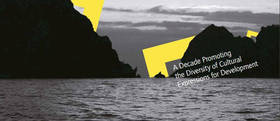 A Decade Promoting
the Diversity of Cultural
Expressions for Development